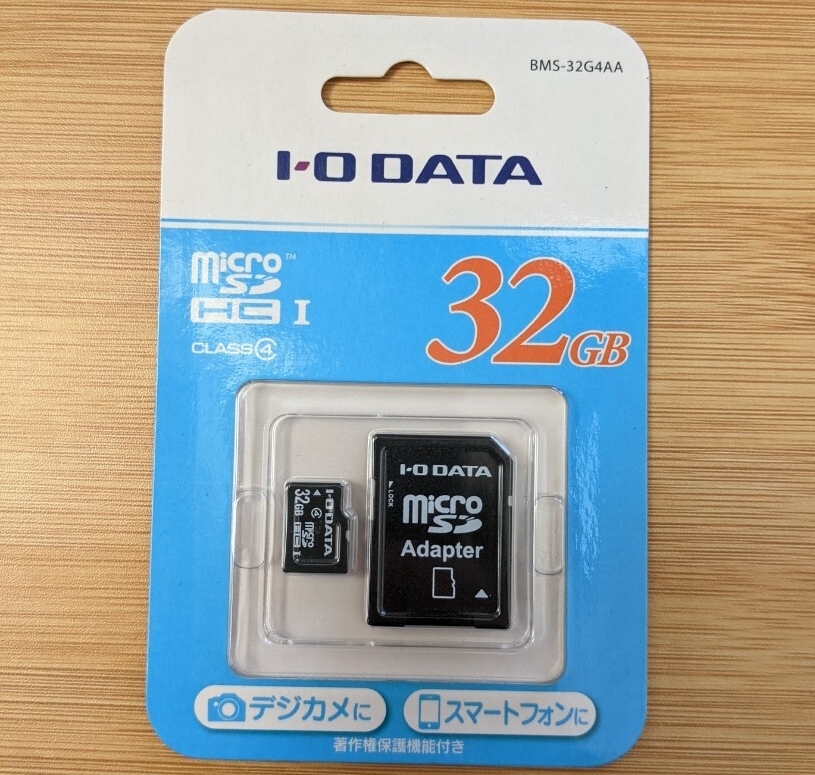 BMS-32G4AA
I-O DATA
micro
SD
HC I
CLASS④
32GB
I-O DATA
32GB
④
micro
SD
HC I
I-O DATA
LOCK
micro
SD
Adapter
デジカメに
スマートフォンに
著作権保護機能付き